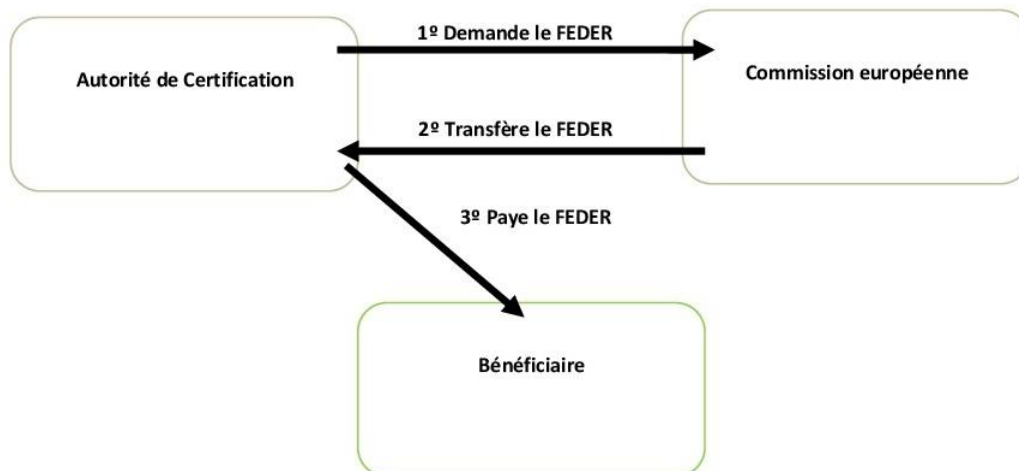 1º Demande le FEDER
Autorité de Certification
Commission européenne
2º Transfère le FEDER
3º Paye le FEDER
Bénéficiaire